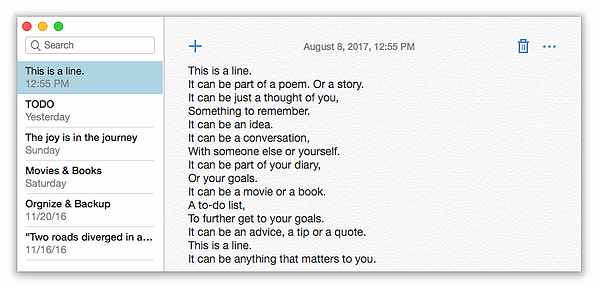 Search
This is a line.
12:55 PM
TODO
Yesterday
The joy is in the journey
Sunday
Movies & Books
Saturday
Orgnize & Backup
11/20/16
"Two roads diverged in a...
11/16/16
August 8, 2017, 12:55 PM
This is a line.
It can be part of a poem. Or a story.
It can be just a thought of you,
Something to remember.
It can be an idea.
It can be a conversation,
With someone else or yourself.
It can be part of your diary,
Or your goals.
It can be a movie or a book.
A to-do list,
To further get to your goals.
It can be an advice, a tip or a quote.
This is a line.
It can be anything that matters to you.